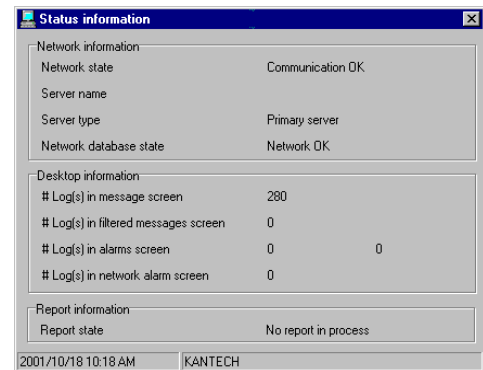 Status information
Network information
Network state Communication OK
Server name
Server type Primary server
Network database state Network OK
Desktop information
# Log(s) in message screen 280
# Log(s) in filtered messages screen 0
# Log(s) in alarms screen 0 0
# Log(s) in network alarm screen 0
Report information
Report state No report in process
2001/10/18 10:18 AM KANTECH